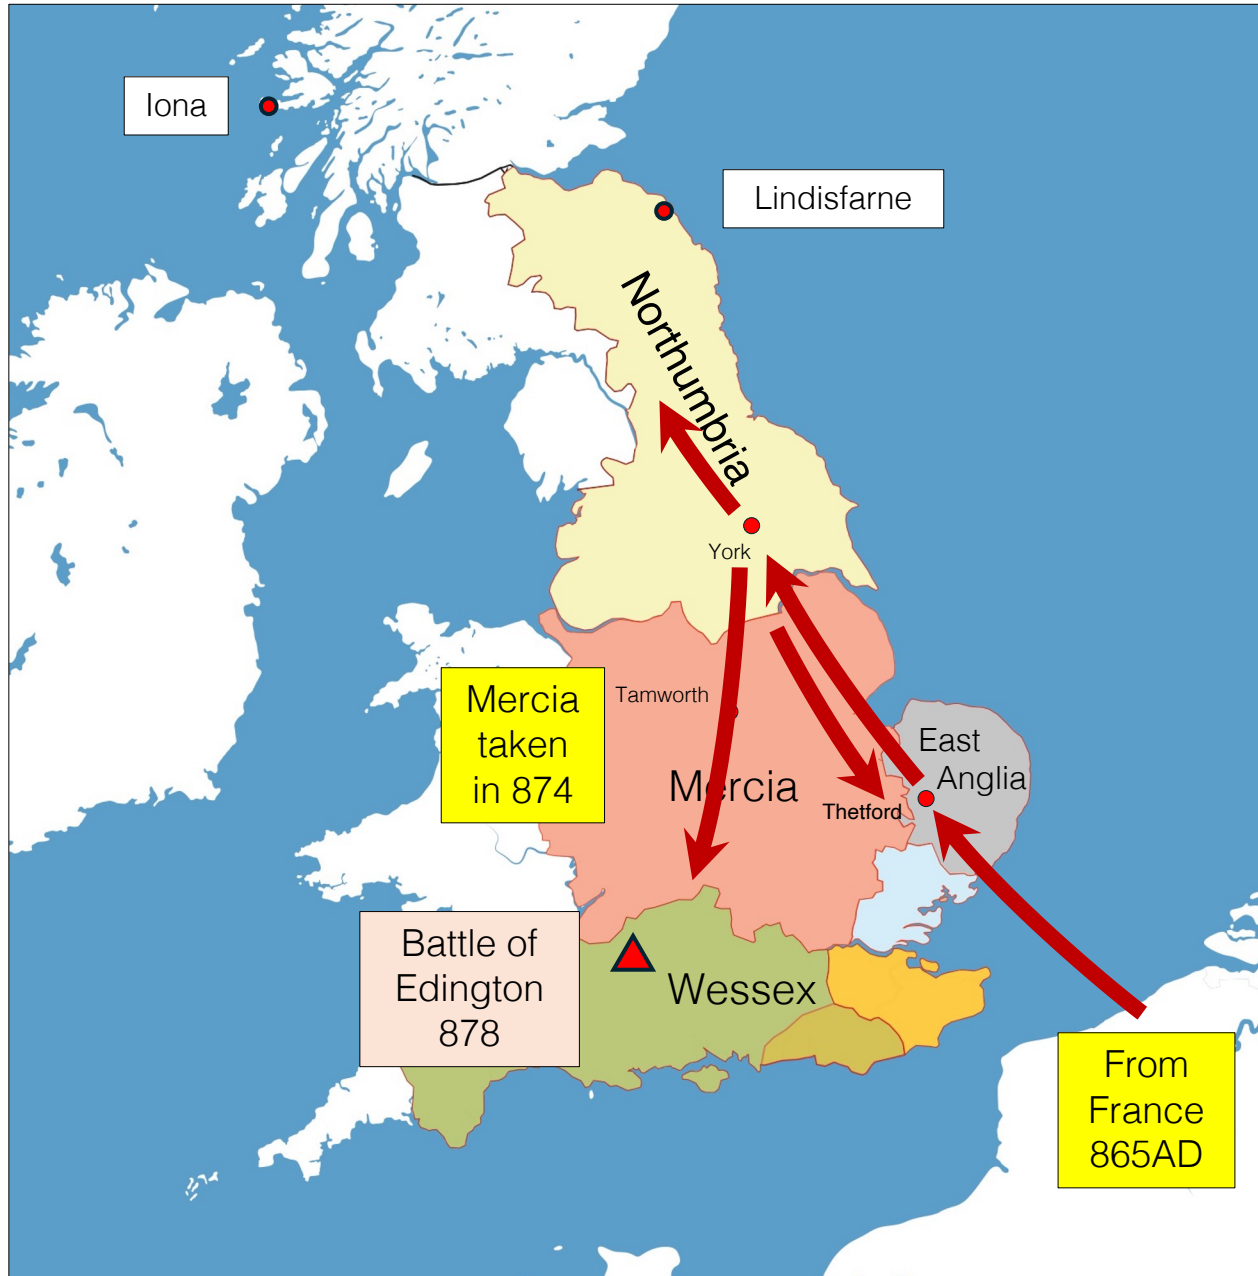 Iona
Lindisfarne
Northumbria
York
Mercia
taken
in 874
Tamworth
East
Anglia
Mercia
Thetford
Battle of
Edington
878
Wessex
From
France
865AD